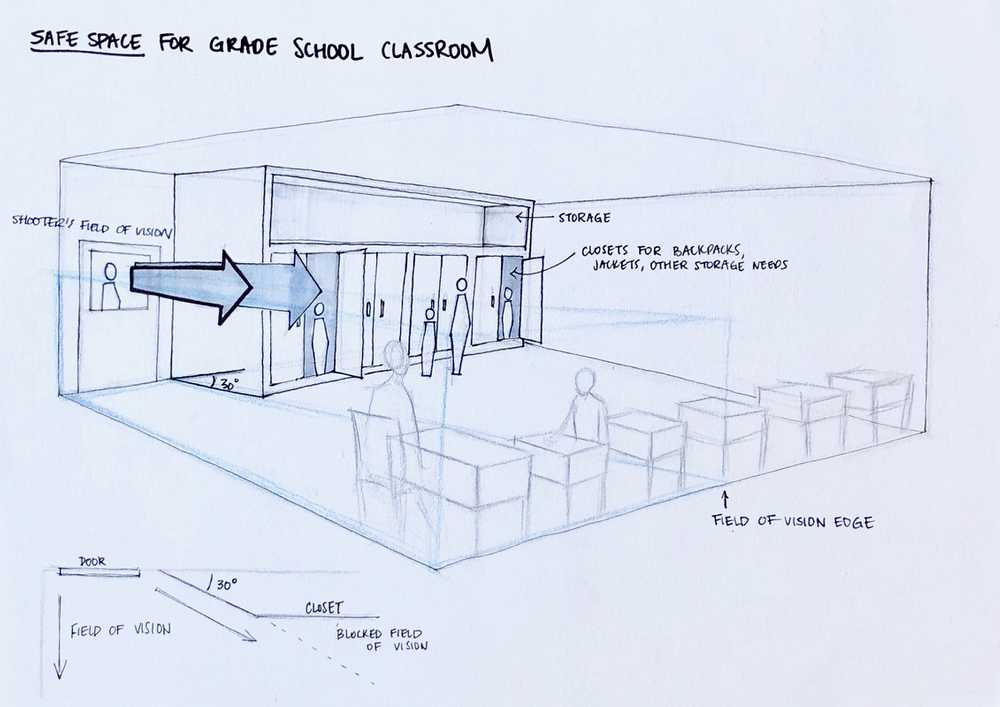 SAFE SPACE FOR GRADE SCHOOL CLASSROOM
SHOOTER'S FIELD OF VISION
STORAGE
CLOSETS FOR BACKPACKS,
JACKETS, OTHER STORAGE NEEDS
30°
FIELD OF VISION EDGE
DOOR
30°
FIELD OF VISION
CLOSET
BLOCKED FIELD
OF VISION